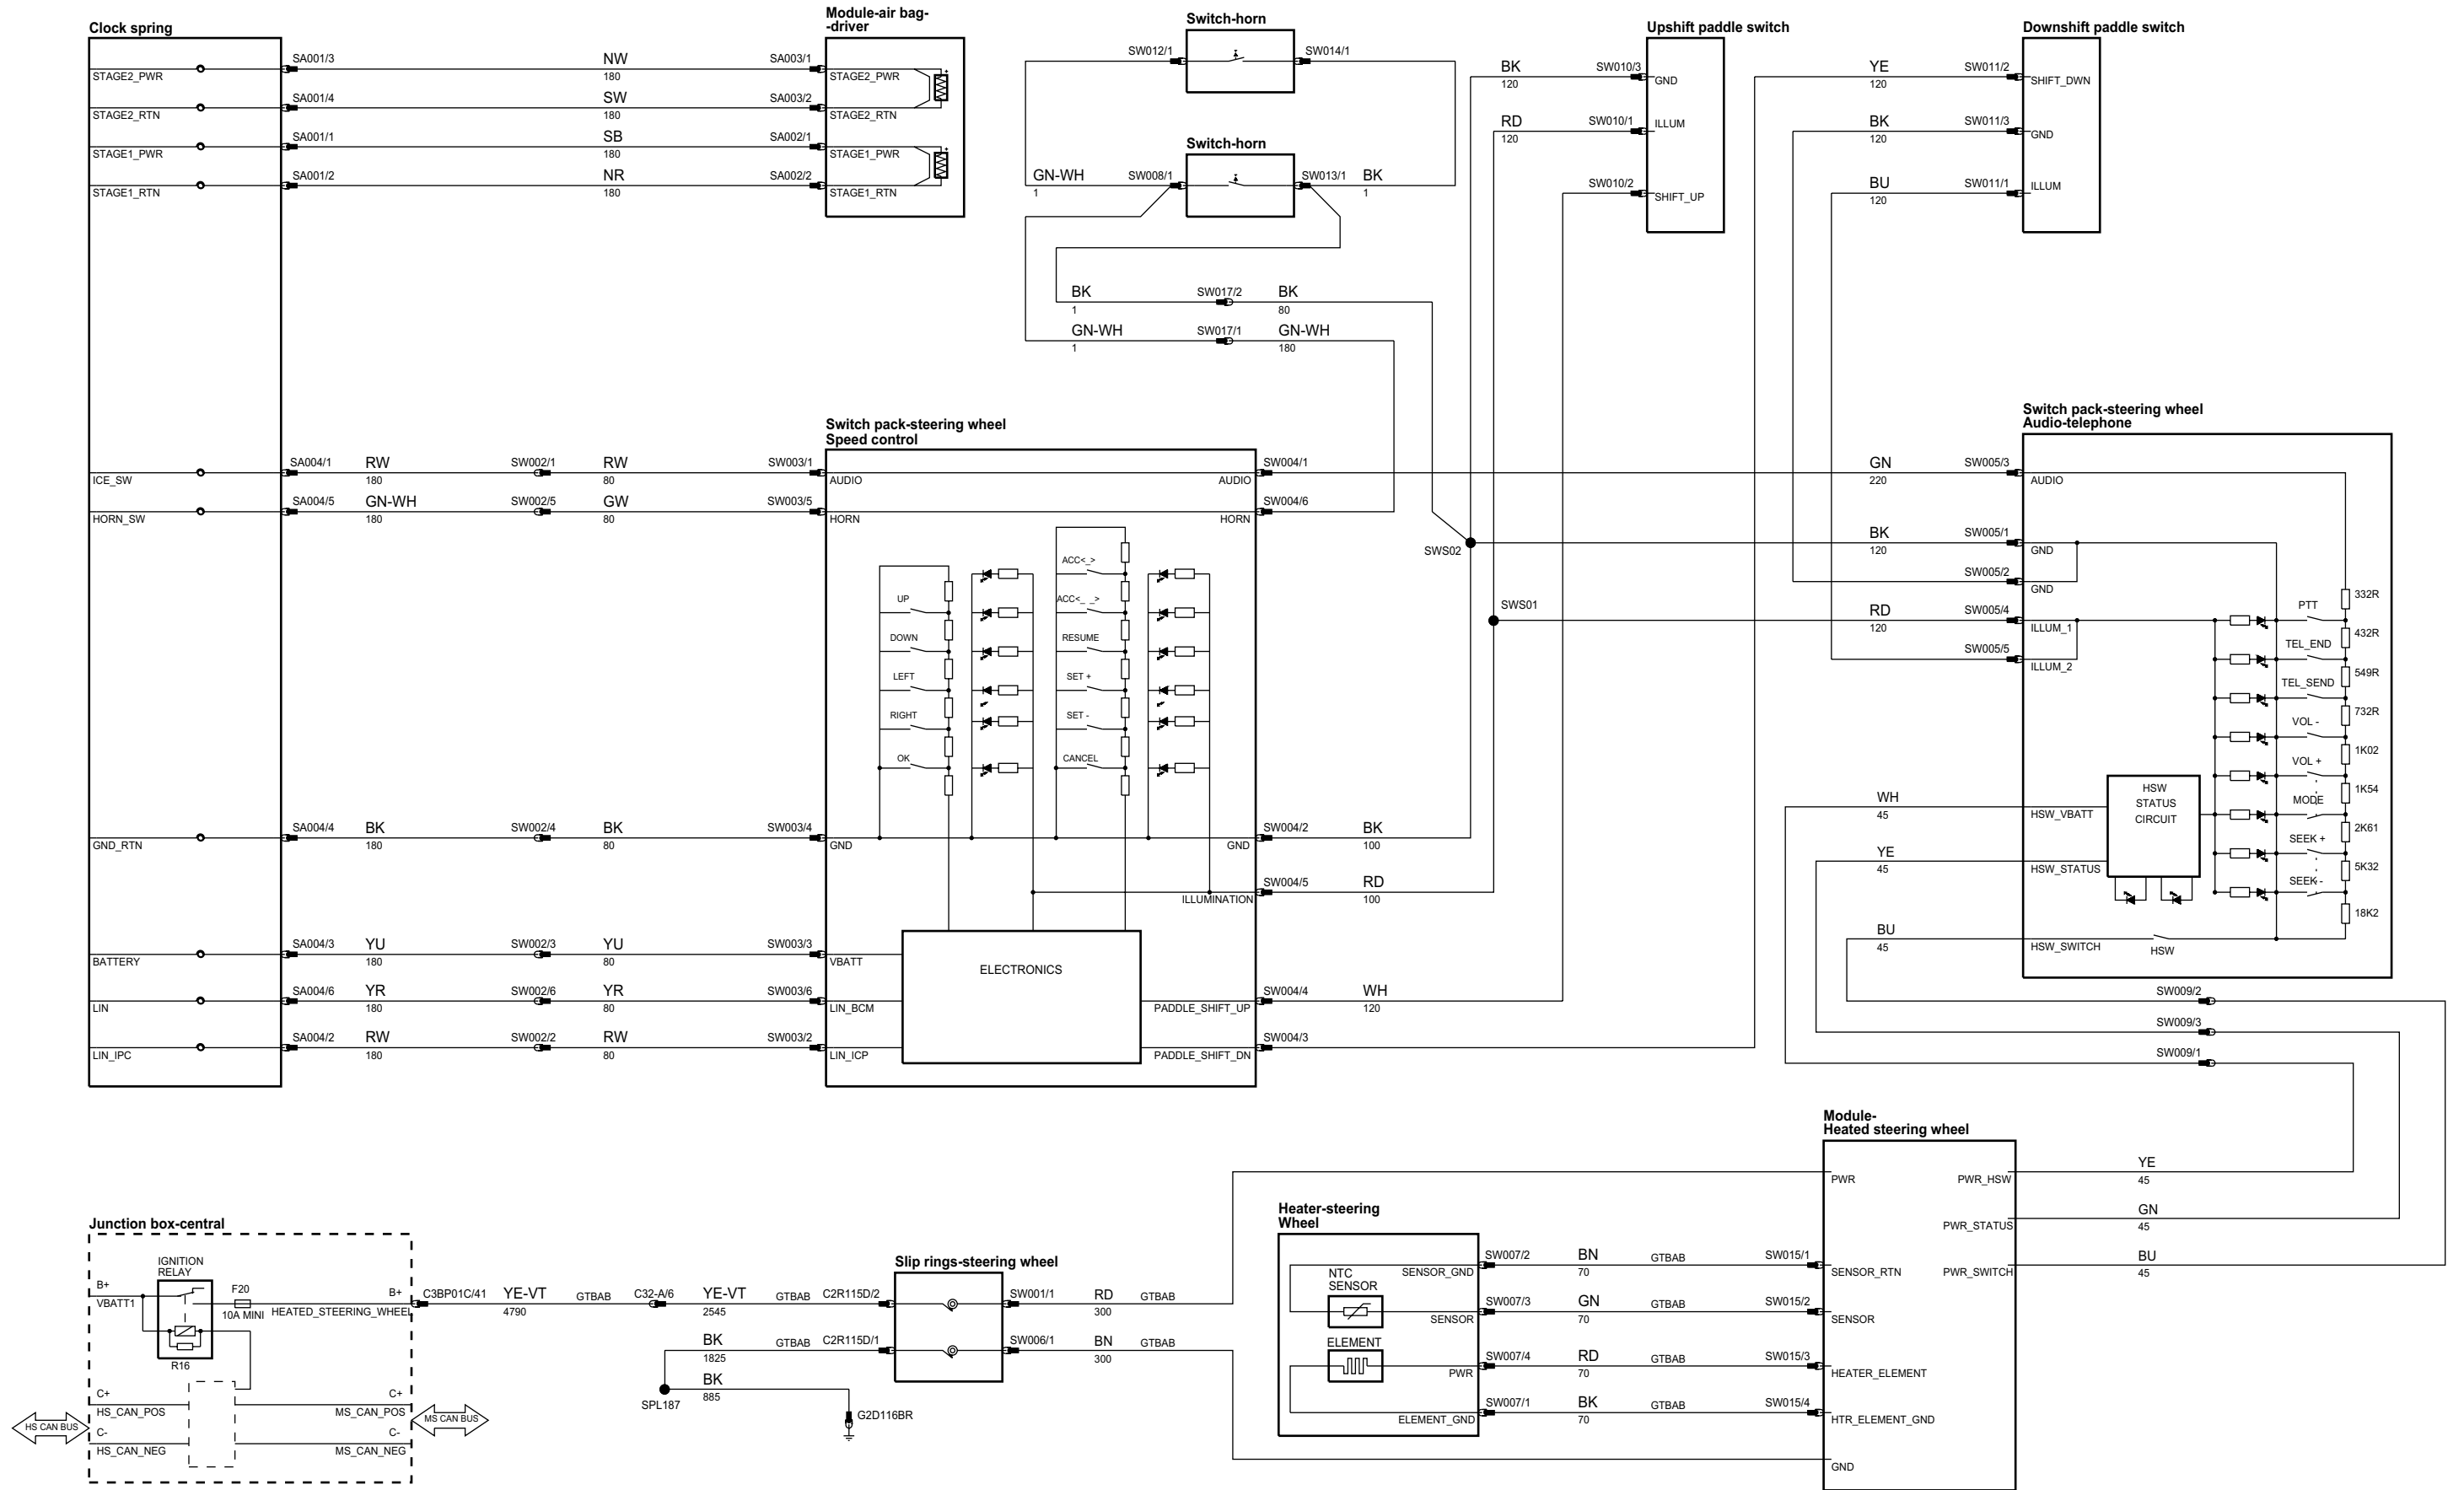 Clock spring
STAGE2_PWR
STAGE2_RTN
STAGE1_PWR
STAGE1_RTN
ICE_SW
HORN_SW
GND_RTN
BATTERY
LIN
LIN_IPC
SA001/3
NW
180
SA003/1
SA001/4
SW
180
SA003/2
SA001/1
SB
180
SA002/1
SA001/2
NR
180
SA002/2
Module-air bag-
-driver
STAGE2_PWR
STAGE2_RTN
STAGE1_PWR
STAGE1_RTN
Switch-horn
SW012/1
SW014/1
Switch-horn
GN-WH
1
SW008/1
SW013/1
BK
1
BK
1
SW017/2
BK
80
GN-WH
1
SW017/1
GN-WH
180
Upshift paddle switch
BK
120
SW010/3
GND
RD
120
SW010/1
ILLUM
SW010/2
SHIFT_UP
Downshift paddle switch
YE
120
SW011/2
SHIFT_DWN
BK
120
SW011/3
GND
BU
120
SW011/1
ILLUM
SA004/1
RW
180
SW002/1
RW
80
SW003/1
SA004/5
GN-WH
180
SW002/5
GW
80
SW003/5
SA004/4
BK
180
SW002/4
BK
80
SW003/4
SA004/3
YU
180
SW002/3
YU
80
SW003/3
SA004/6
YR
180
SW002/6
YR
80
SW003/6
SA004/2
RW
180
SW002/2
RW
80
SW003/2
Switch pack-steering wheel
Speed control
AUDIO
AUDIO
HORN
HORN
UP
DOWN
LEFT
RIGHT
OK
ACC<_>
ACC<_ _>
RESUME
SET +
SET -
CANCEL
GND
GND
ILLUMINATION
VBATT
ELECTRONICS
LIN_BCM
PADDLE_SHIFT_UP
LIN_ICP
PADDLE_SHIFT_DN
SW004/1
SW004/6
SW004/2
BK
100
SW004/5
RD
100
SW004/4
WH
120
SW004/3
SWS02
SWS01
Switch pack-steering wheel
Audio-telephone
GN
220
SW005/3
AUDIO
BK
120
SW005/1
GND
SW005/2
GND
RD
120
SW005/4
ILLUM_1
SW005/5
ILLUM_2
PTT
TEL_END
TEL_SEND
VOL -
VOL +
MODE
SEEK +
SEEK -
332R
432R
549R
732R
1K02
1K54
2K61
5K32
18K2
HSW
STATUS
CIRCUIT
WH
45
HSW_VBATT
YE
45
HSW_STATUS
BU
45
HSW_SWITCH
HSW
SW009/2
SW009/3
SW009/1
Module-
Heated steering wheel
PWR
PWR_HSW
PWR_STATUS
SENSOR_RTN
PWR_SWITCH
SENSOR
HEATER_ELEMENT
HTR_ELEMENT_GND
GND
YE
45
GN
45
BU
45
Heater-steering
Wheel
NTC
SENSOR
SENSOR_GND
SENSOR
ELEMENT
PWR
ELEMENT_GND
SW007/2
BN
70
GTBAB
SW015/1
SW007/3
GN
70
GTBAB
SW015/2
SW007/4
RD
70
GTBAB
SW015/3
SW007/1
BK
70
GTBAB
SW015/4
Junction box-central
IGNITION
RELAY
B+
VBATT1
F20
10A MINI
B+
HEATED_STEERING_WHEEL
R16
C+
HS_CAN_POS
C+
MS_CAN_POS
C-
HS_CAN_NEG
C-
MS_CAN_NEG
HS CAN BUS
MS CAN BUS
C3BP01C/41
YE-VT
4790
GTBAB
C32-A/6
YE-VT
2545
GTBAB
C2R115D/2
BK
1825
GTBAB
C2R115D/1
BK
885
SPL187
G2D116BR
Slip rings-steering wheel
SW001/1
RD
300
GTBAB
SW006/1
BN
300
GTBAB